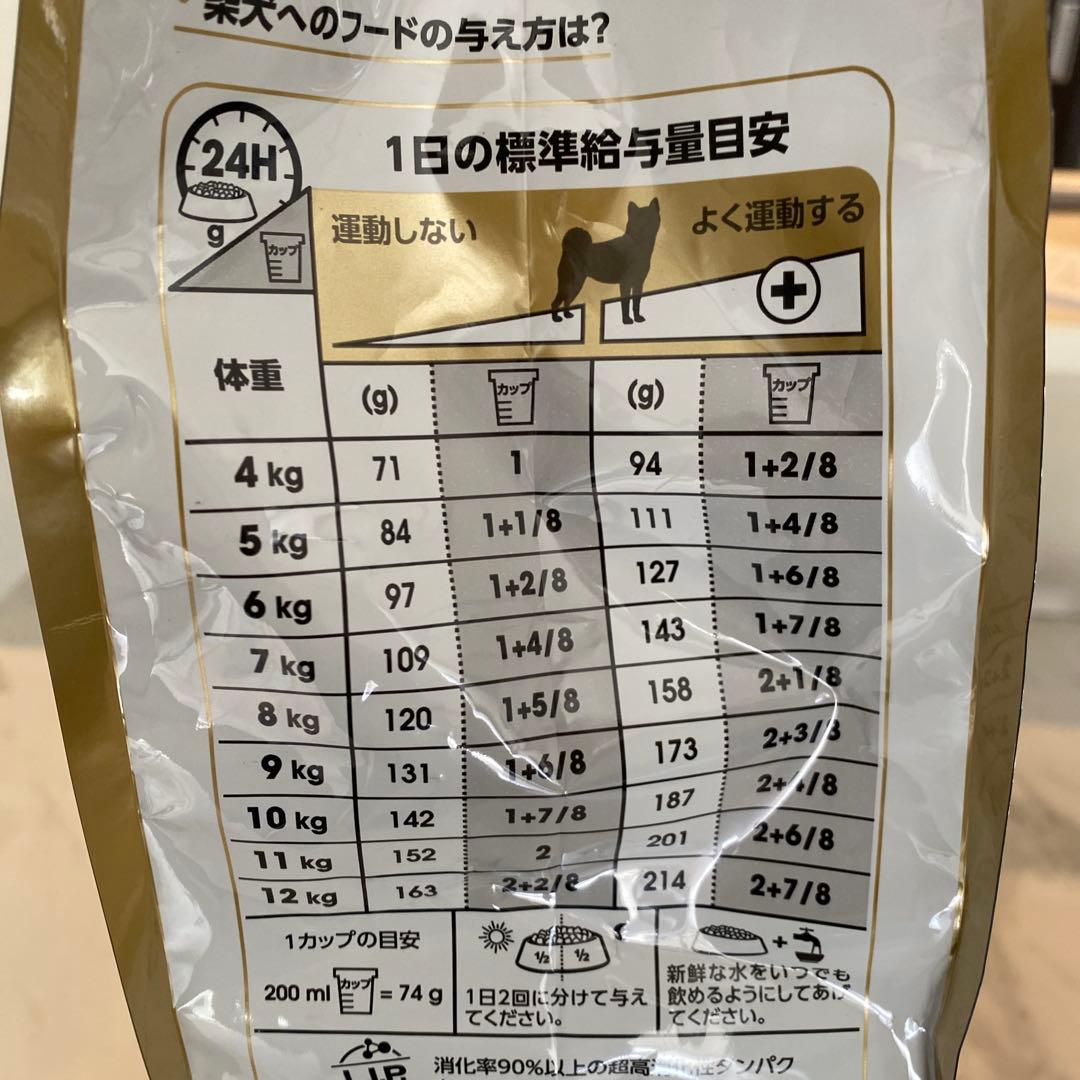 柴犬へのフードの与え方は?
24H
g
カップ
1日の標準給与量目安
運動しない
よく運動する
体重 (g) カップ (g) カップ
4 kg 71 1 94 1+2/8
5 kg 84 1+1/8 111 1+4/8
6 kg 97 1+2/8 127 1+6/8
7 kg 109 1+4/8 143 1+7/8
8 kg 120 1+5/8 158 2+1/8
9 kg 131 1+6/8 173 2+3/8
10 kg 142 1+7/8 187
11 kg 152 2 201 2+6/8
12 kg 163 2+2/8 214 2+7/8
1カップの目安
200 ml カップ = 74 g
½ ½
1日2回に分けて与え
てください。
+
新鮮な水をいつでも
飲めるようにしてあげ
てください。
消化率90%以上の超高消化性タンパク